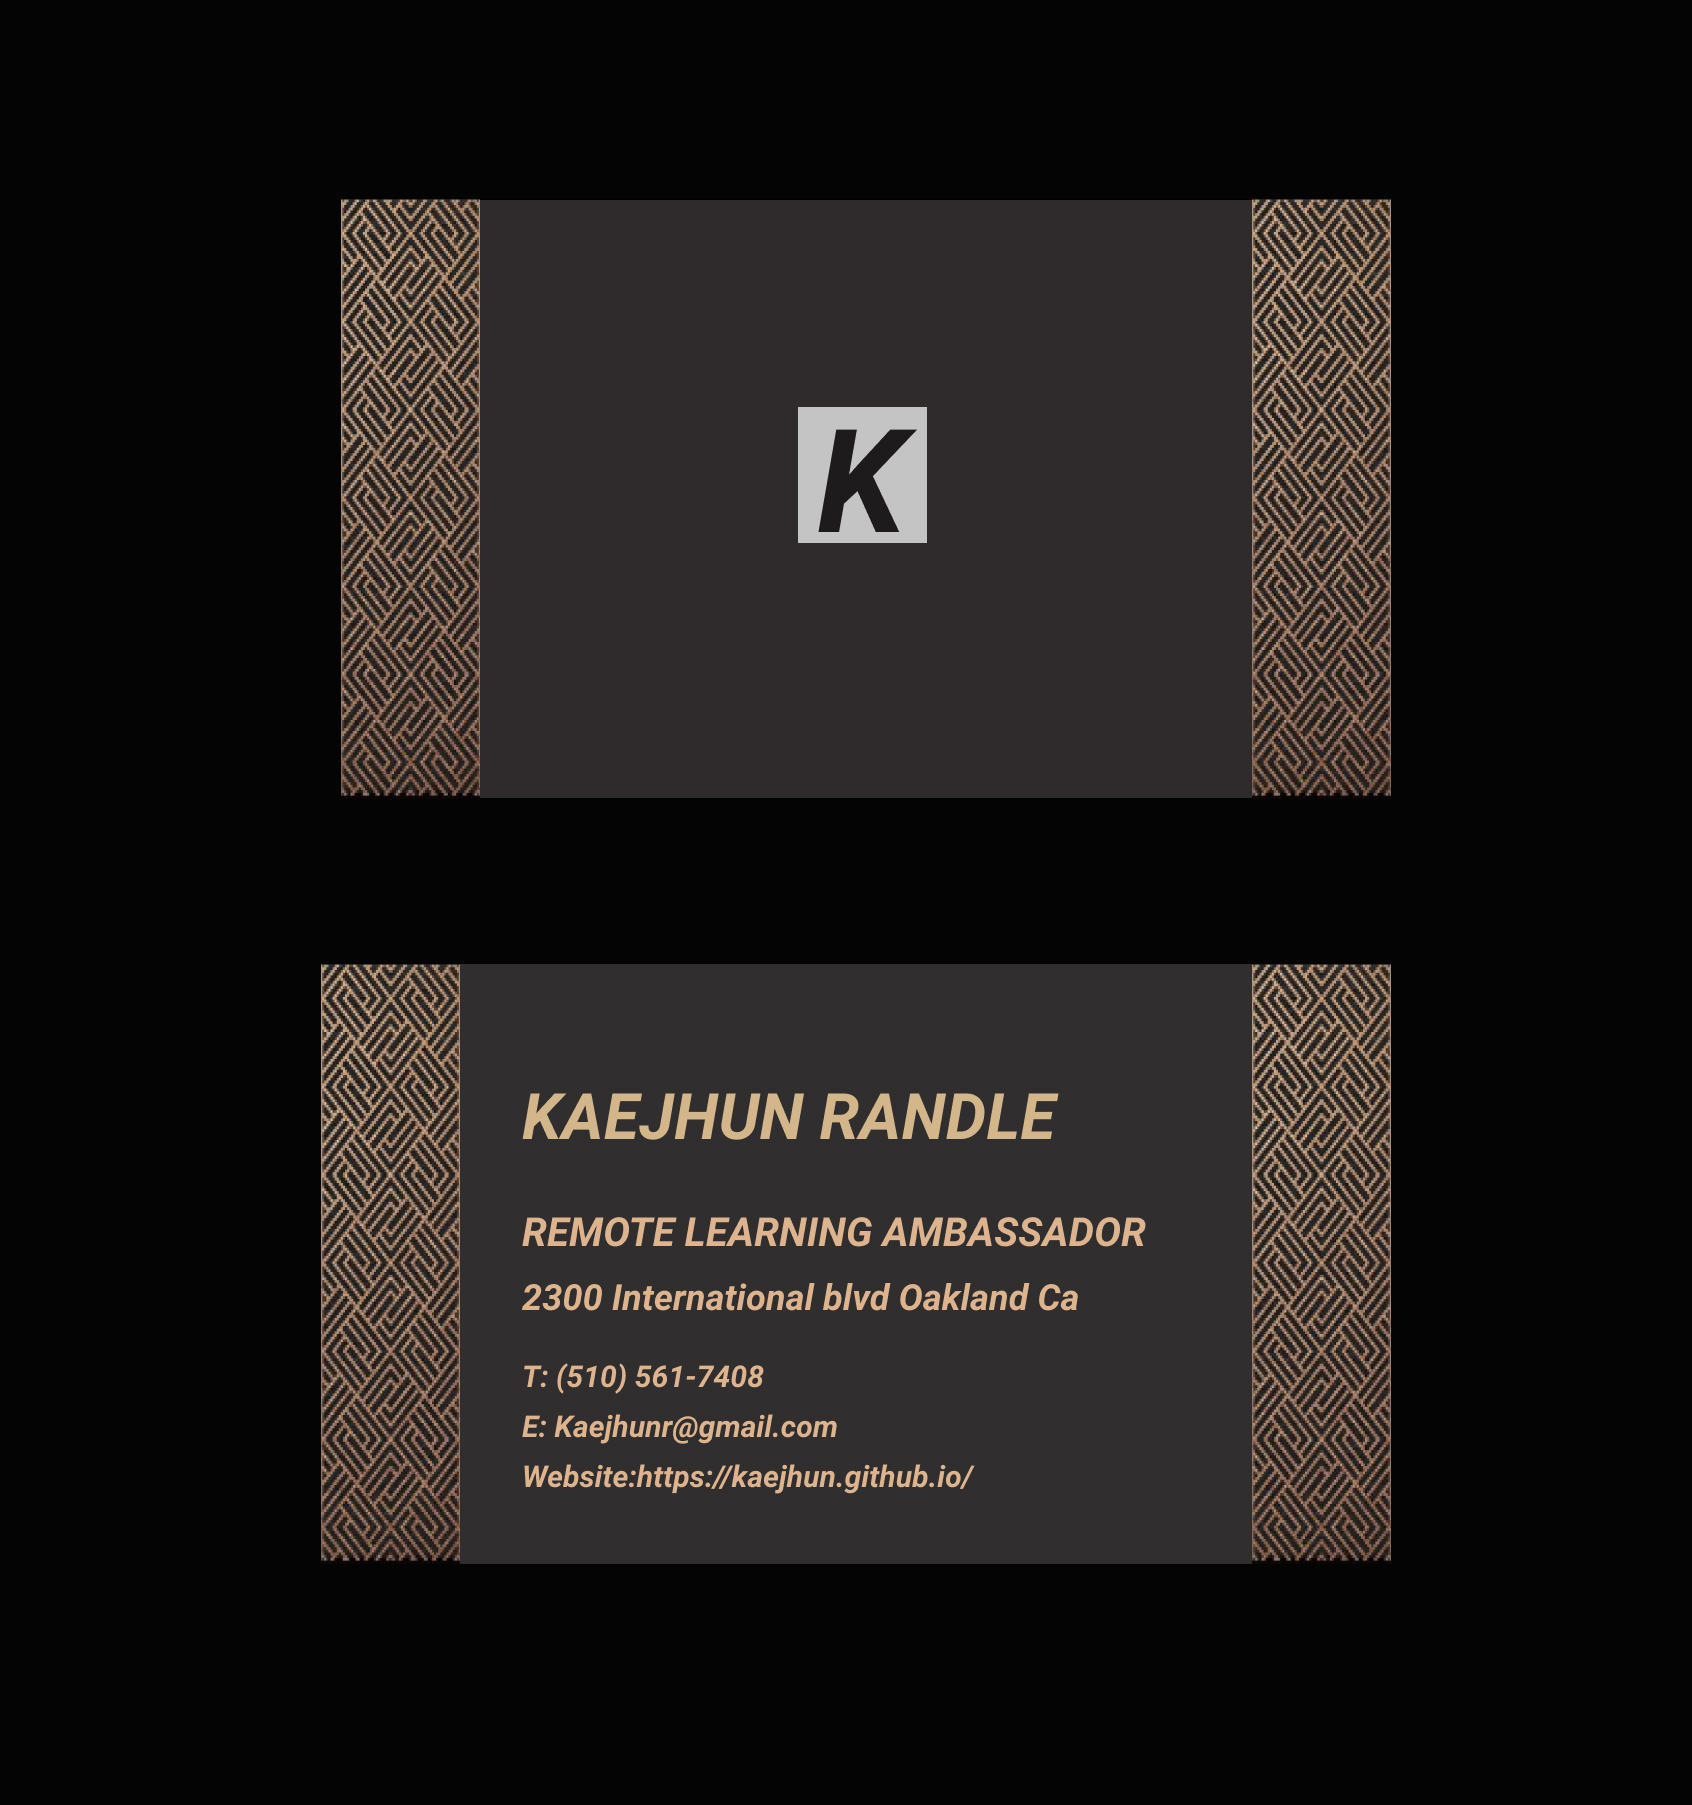 K
KAEJHUN RANDLE
REMOTE LEARNING AMBASSADOR
2300 International blvd Oakland Ca
T: (510) 561-7408
E: Kaejhunr@gmail.com
Website:https://kaejhun.github.io/